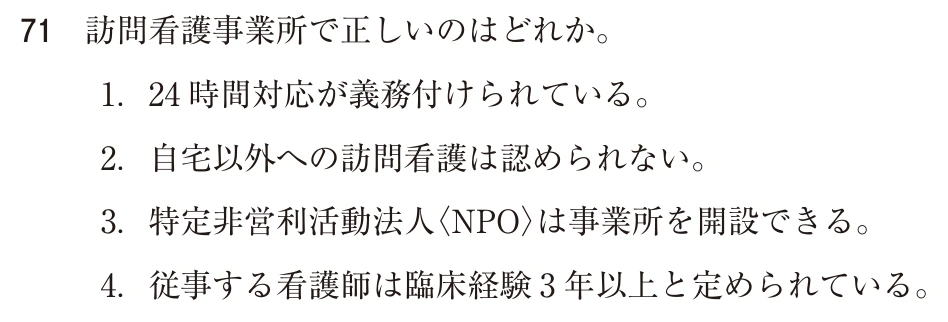 71 訪問看護事業所で正しいのはどれか。
1. 24時間対応が義務付けられている。
2. 自宅以外への訪問看護は認められない。
3. 特定非営利活動法人〈NPO〉は事業所を開設できる。
4. 従事する看護師は臨床経験3年以上と定められている。